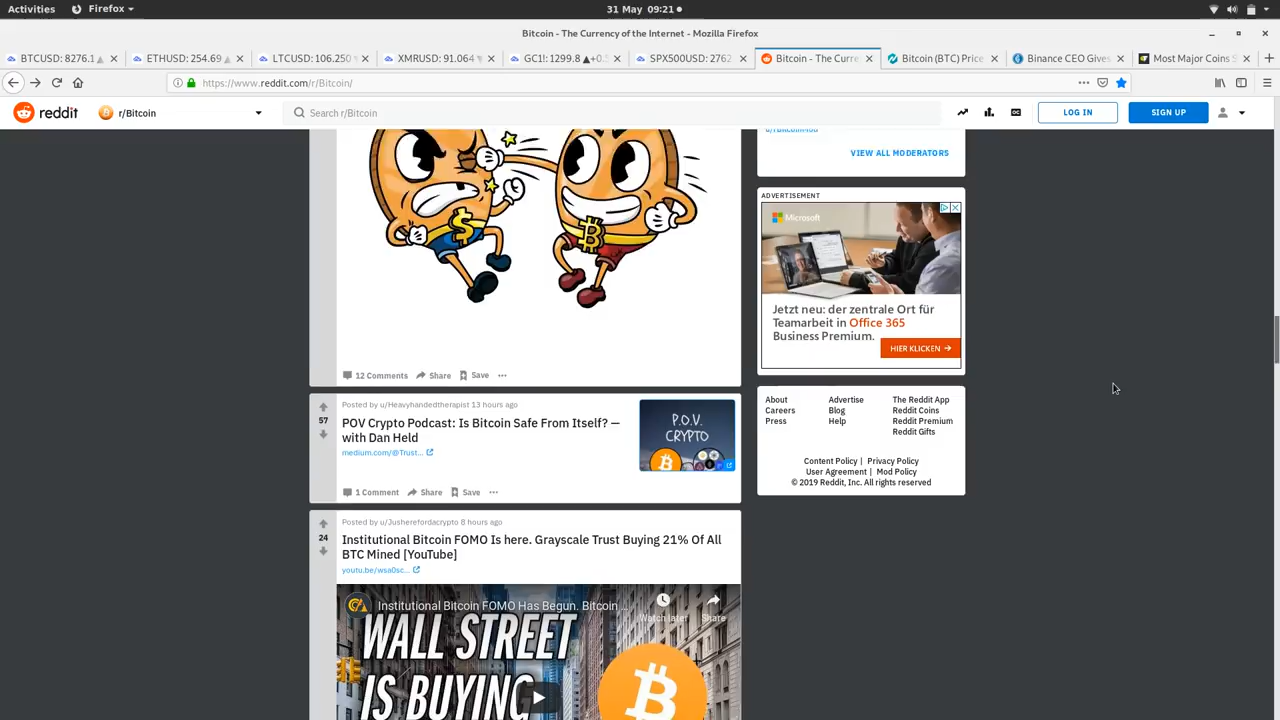 Activities Firefox 31 May 09:21
Bitcoin - The Currency of the Internet - Mozilla Firefox
BTCUSD: 8276.1 ▲ ETHUSD: 254.69 ▲ LTCUSD: 106.250 XMRUSD: 91.064 ▼ GC1!: 1299.8 ▲+0. SPX500USD: 2762 Bitcoin - The Curre Bitcoin (BTC) Price Binance CEO Gives Most Major Coins S
https://www.reddit.com/r/Bitcoin/
reddit r/Bitcoin Search r/Bitcoin LOG IN SIGN UP
VIEW ALL MODERATORS
ADVERTISEMENT
Microsoft
Jetzt neu: der zentrale Ort für
Teamarbeit in Office 365
Business Premium.
HIER KLICKEN →
12 Comments Share Save ···
About Advertise The Reddit App
Careers Blog Reddit Coins
Press Help Reddit Premium
Reddit Gifts
Content Policy | Privacy Policy
User Agreement | Mod Policy
© 2019 Reddit, Inc. All rights reserved
57
Posted by u/Heavyhandedtherapist 13 hours ago
POV Crypto Podcast: Is Bitcoin Safe From Itself? —
with Dan Held
medium.com/@Trust...
P.O.V.
CRYPTO
1 Comment Share Save ···
24
Posted by u/Jusherefordacrypto 8 hours ago
Institutional Bitcoin FOMO Is here. Grayscale Trust Buying 21% Of All
BTC Mined [YouTube]
youtu.be/wsa0sc...
Institutional Bitcoin FOMO Has Begun. Bitcoin ...
Watch later Share
WALL STREET
IS BUYING